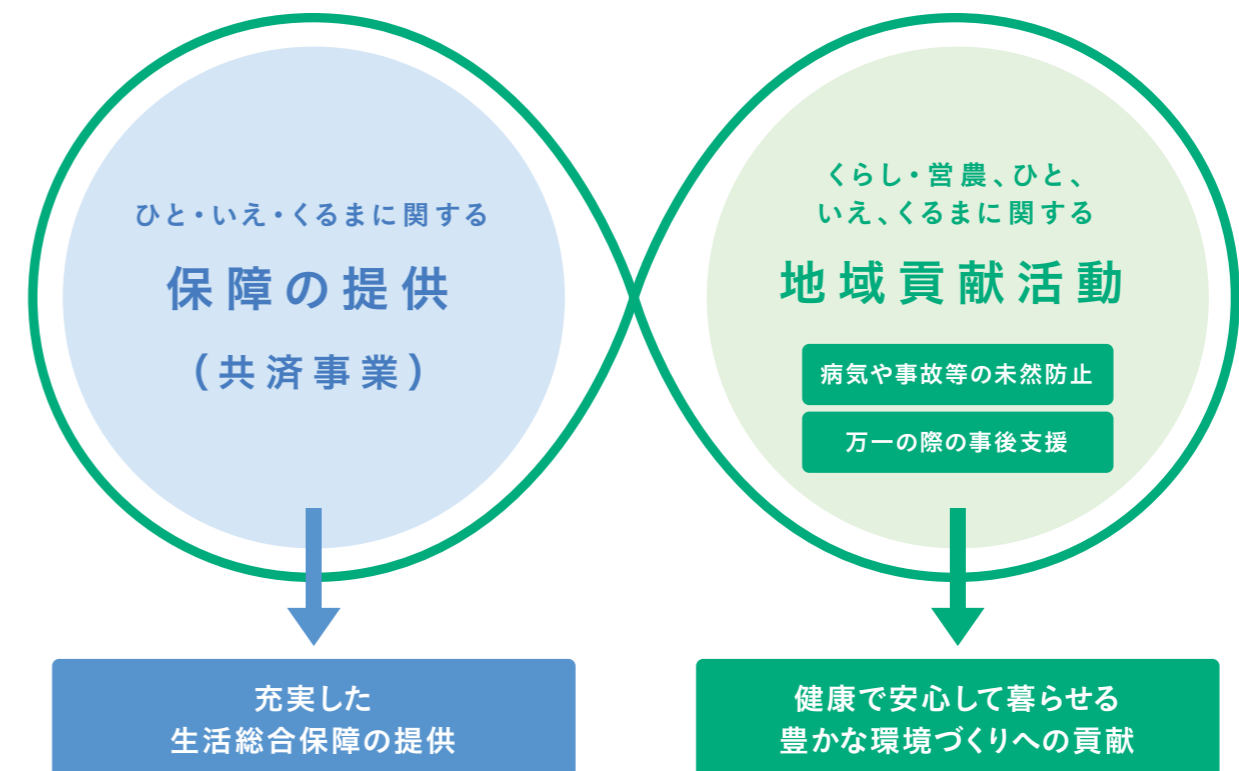 ひと・いえ・くるまに関する
保障の提供
(共済事業)
充実した
生活総合保障の提供
くらし・営農、ひと、
いえ、くるまに関する
地域貢献活動
病気や事故等の未然防止
万一の際の事後支援
健康で安心して暮らせる
豊かな環境づくりへの貢献